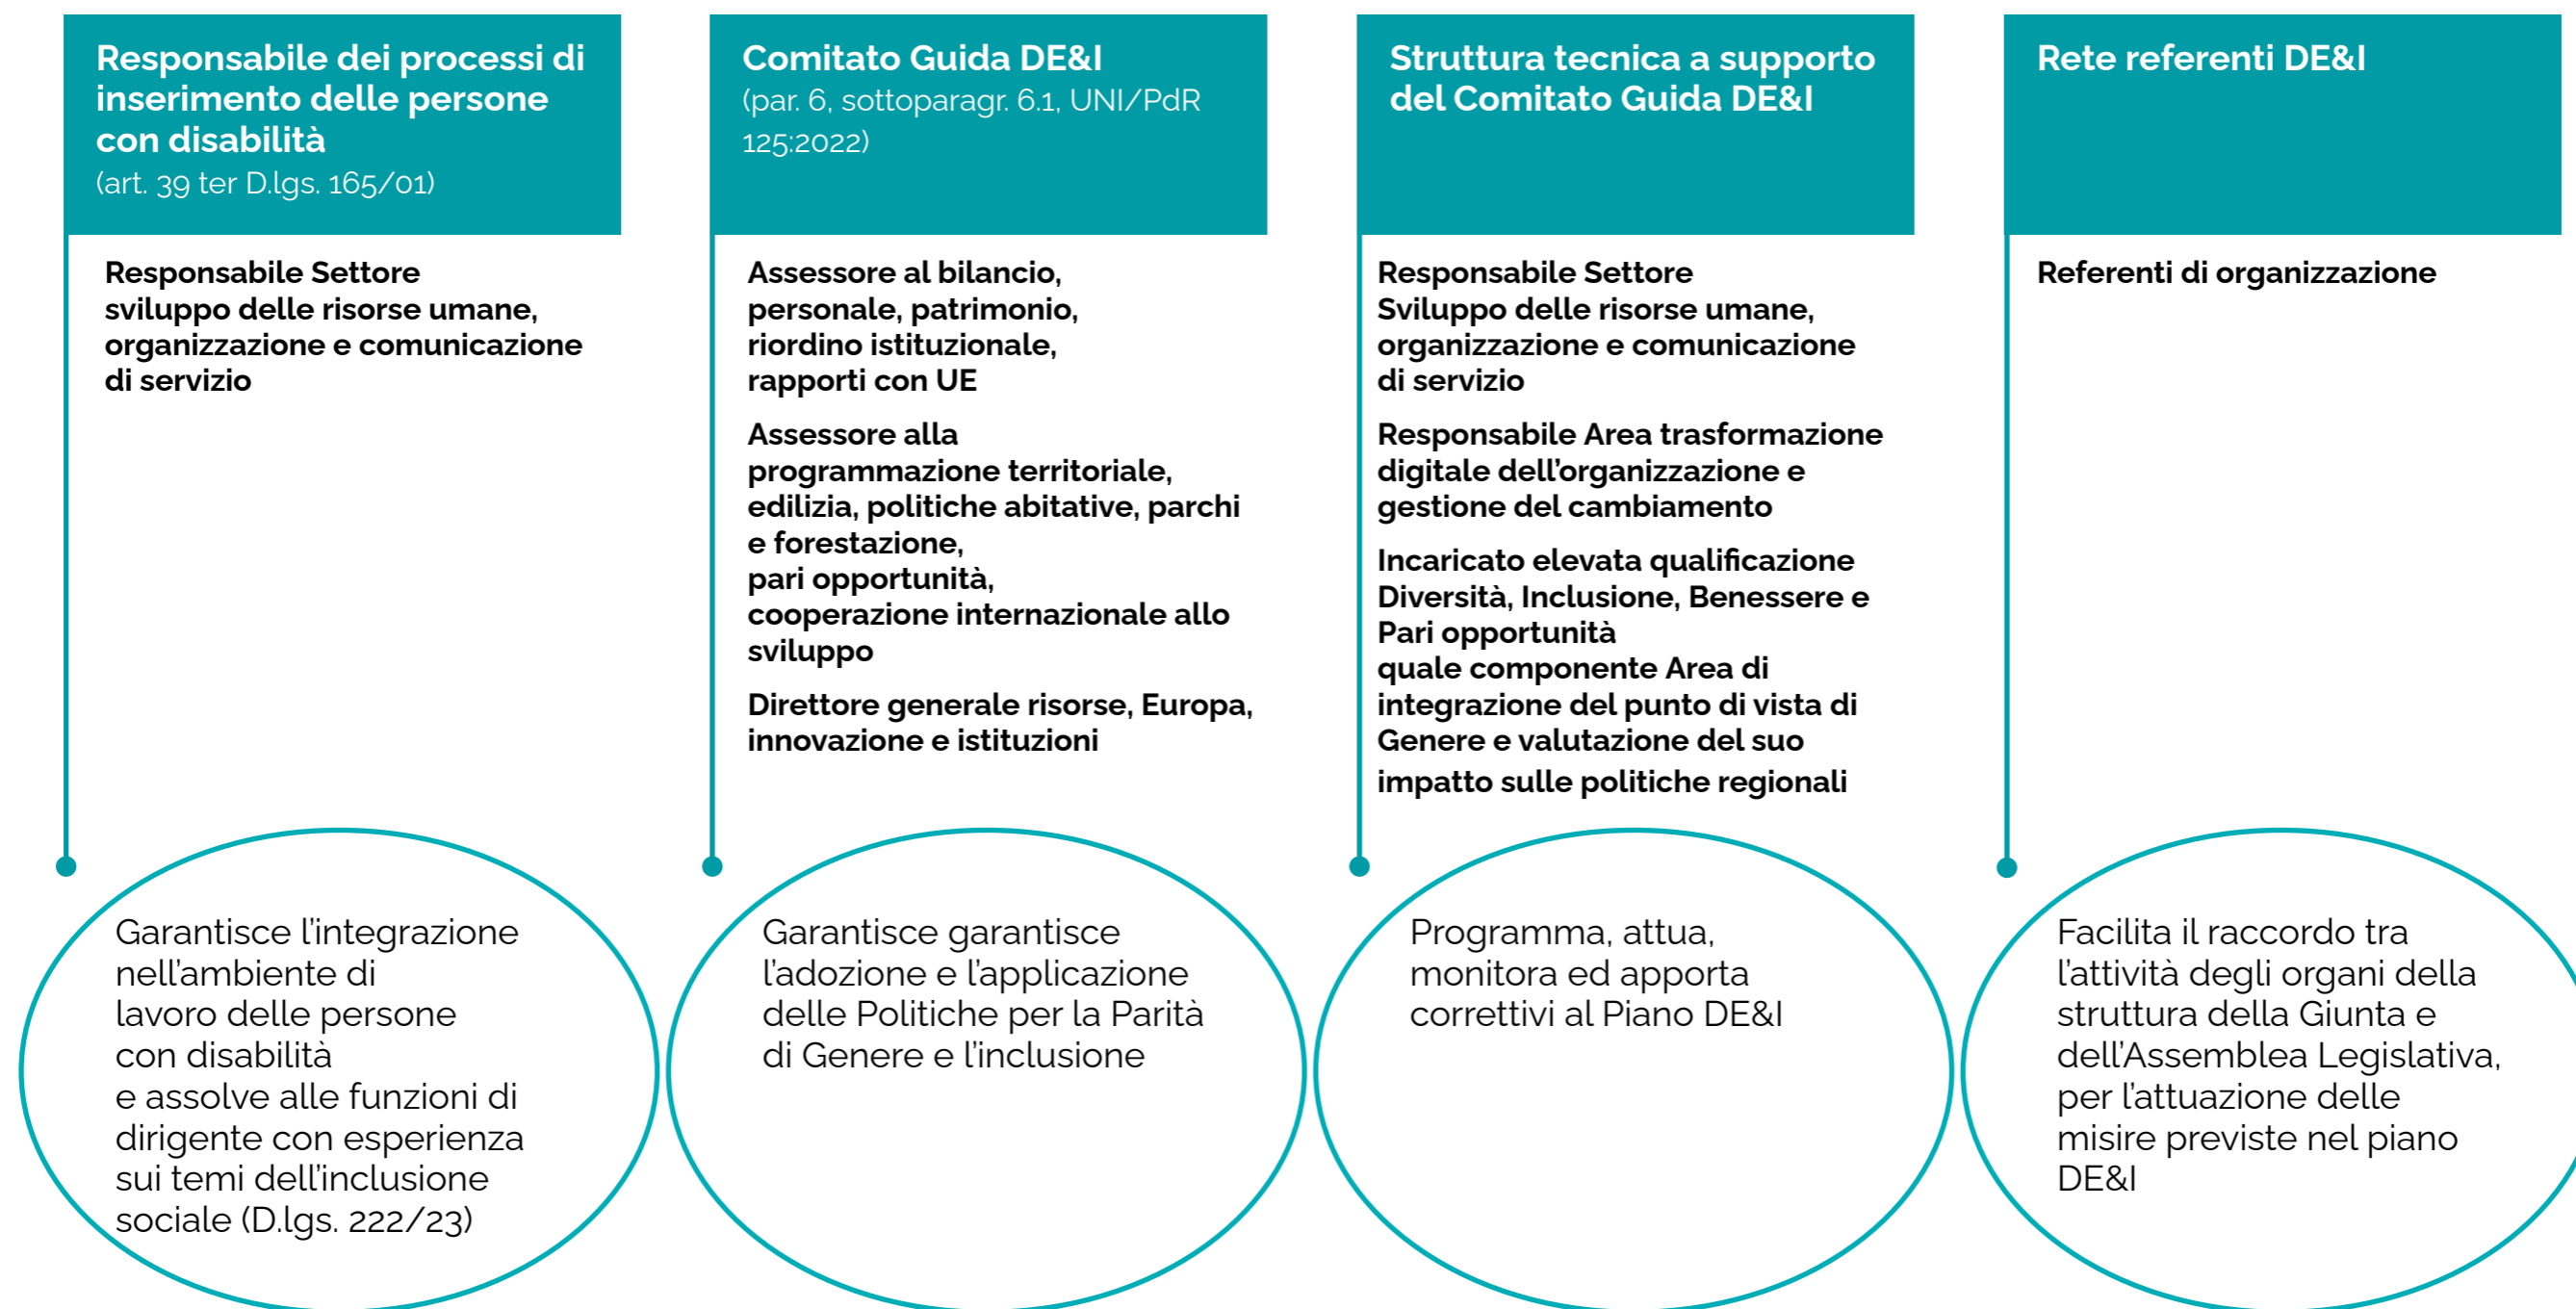 Responsabile dei processi di
inserimento delle persone
con disabilità
(art. 39 ter D.lgs. 165/01)
Responsabile Settore
sviluppo delle risorse umane,
organizzazione e comunicazione
di servizio
Garantisce l'integrazione
nell'ambiente di
lavoro delle persone
con disabilità
e assolve alle funzioni di
dirigente con esperienza
sui temi dell'inclusione
sociale (D.lgs. 222/23)
Comitato Guida DE&I
(par. 6, sottoparagr. 6.1, UNI/PdR
125:2022)
Assessore al bilancio,
personale, patrimonio,
riordino istituzionale,
rapporti con UE
Assessore alla
programmazione territoriale,
edilizia, politiche abitative, parchi
e forestazione,
pari opportunità,
cooperazione internazionale allo
sviluppo
Direttore generale risorse, Europa,
innovazione e istituzioni
Garantisce garantisce
l'adozione e l'applicazione
delle Politiche per la Parità
di Genere e l'inclusione
Struttura tecnica a supporto
del Comitato Guida DE&I
Responsabile Settore
Sviluppo delle risorse umane,
organizzazione e comunicazione
di servizio
Responsabile Area trasformazione
digitale dell'organizzazione e
gestione del cambiamento
Incaricato elevata qualificazione
Diversità, Inclusione, Benessere e
Pari opportunità
quale componente Area di
integrazione del punto di vista di
Genere e valutazione del suo
impatto sulle politiche regionali
Programma, attua,
monitora ed apporta
correttivi al Piano DE&I
Rete referenti DE&I
Referenti di organizzazione
Facilita il raccordo tra
l'attività degli organi della
struttura della Giunta e
dell'Assemblea Legislativa,
per l'attuazione delle
misire previste nel piano
DE&I